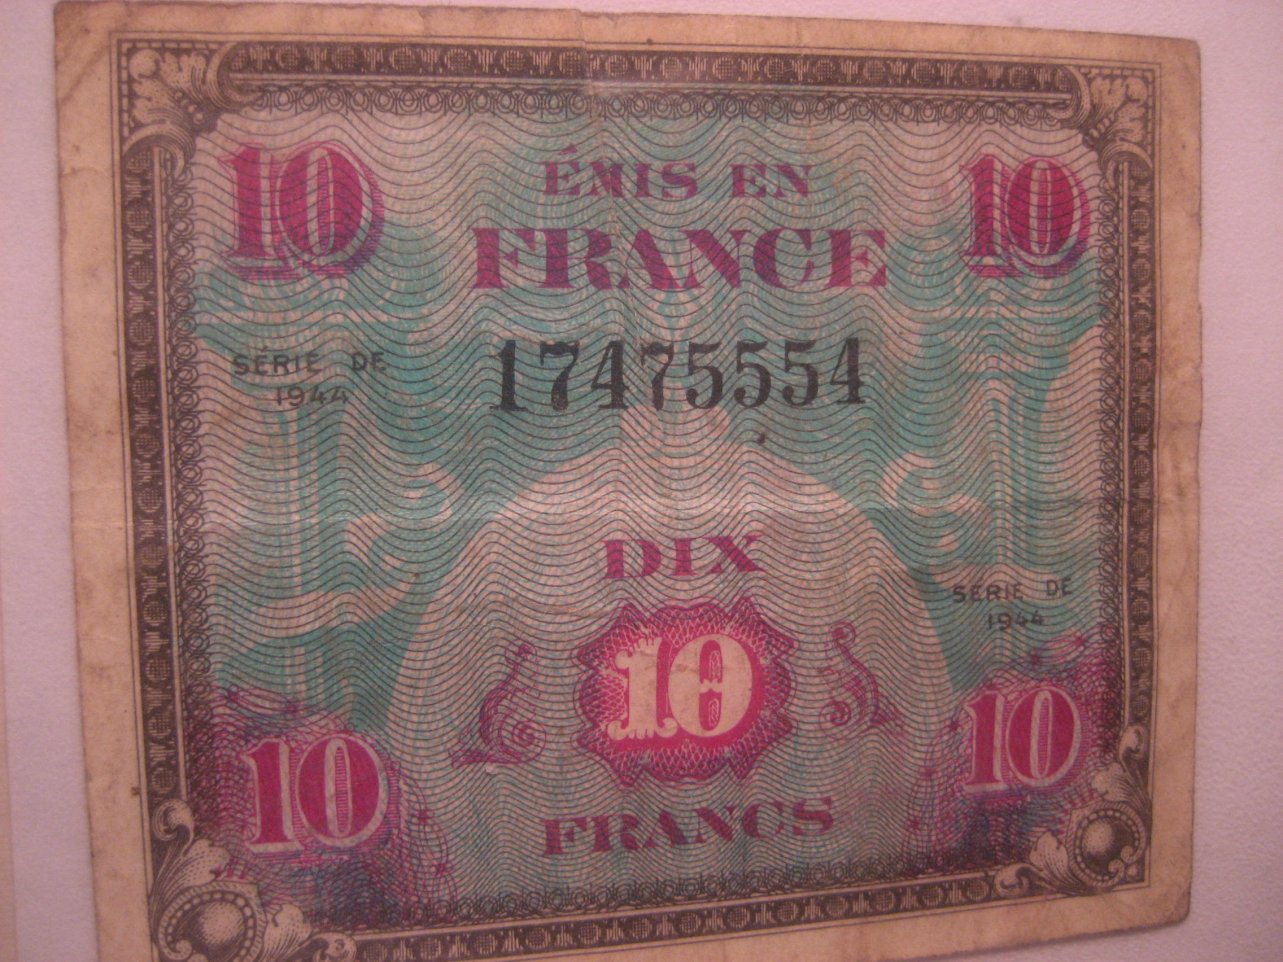 10 ÉMIS EN 10
FRANCE
SÉRIE DE 17475554
1944
DIX
SÉRIE DE
1944
10
10 10
FRANCS